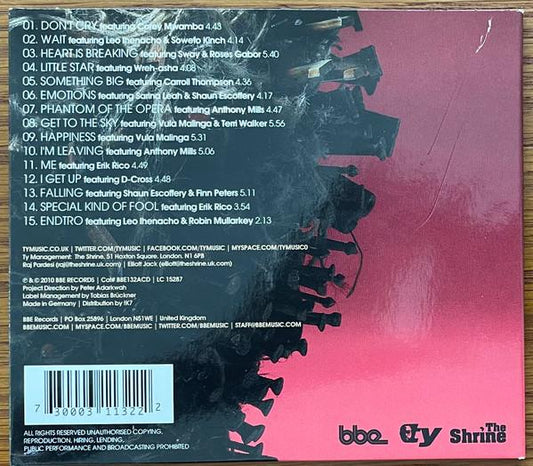 01. DON'T CRY featuring Corey Mwamba 4.43
02. WAIT featuring Leo Ihenacho & Soweto Kinch 4.14
03. HEART IS BREAKING featuring Sway & Roses Gabor 5.40
04. LITTLE STAR featuring Wreh-asha 4.08
05. SOMETHING BIG featuring Carroll Thompson 4.36
06. EMOTIONS featuring Sarina Leah & Shaun Escoffery 4.17
07. PHANTOM OF THE OPERA featuring Anthony Mills 4.47
08. GET TO THE SKY featuring Vula Malinga & Terri Walker 5.56
09. HAPPINESS featuring Vula Malinga 5.31
10. I'M LEAVING featuring Anthony Mills 5.06
11. ME featuring Erik Rico 4.49
12. I GET UP featuring D-Cross 4.48
13. FALLING featuring Shaun Escoffery & Finn Peters 5.11
14. SPECIAL KIND OF FOOL featuring Erik Rico 3.54
15. ENDTRO featuring Leo Ihenacho & Robin Mullarkey 2.13
TYMUSIC.CO.UK | TWITTER.COM/TYMUSIC | FACEBOOK.COM/TYMUSIC | MYSPACE.COM/TYMUSIC0
Ty Management: The Shrine, 51 Hoxton Square, London, N1 6PB
Raj Pardesi (raj@theshrine.uk.com) | Elliott Jack (elliott@theshrine.uk.com)
℗ & © 2010 BBE RECORDS | Cat# BBE132ACD | LC 15287
Project Direction by Peter Adarkwah
Label Management by Tobias Brückner
Made in Germany | Distribution by !K7
BBE Records | PO Box 25896 | London N51WE | United Kingdom
BBEMUSIC.COM | MYSPACE.COM/BBEMUSIC | TWITTER.COM/BBEMUSIC | STAFF@BBEMUSIC.COM
7 30003 11322 2
ALL RIGHTS RESERVED UNAUTHORISED COPYING,
REPRODUCTION, HIRING, LENDING,
PUBLIC PERFORMANCE AND BROADCASTING PROHIBITED
bbe ty The Shrine